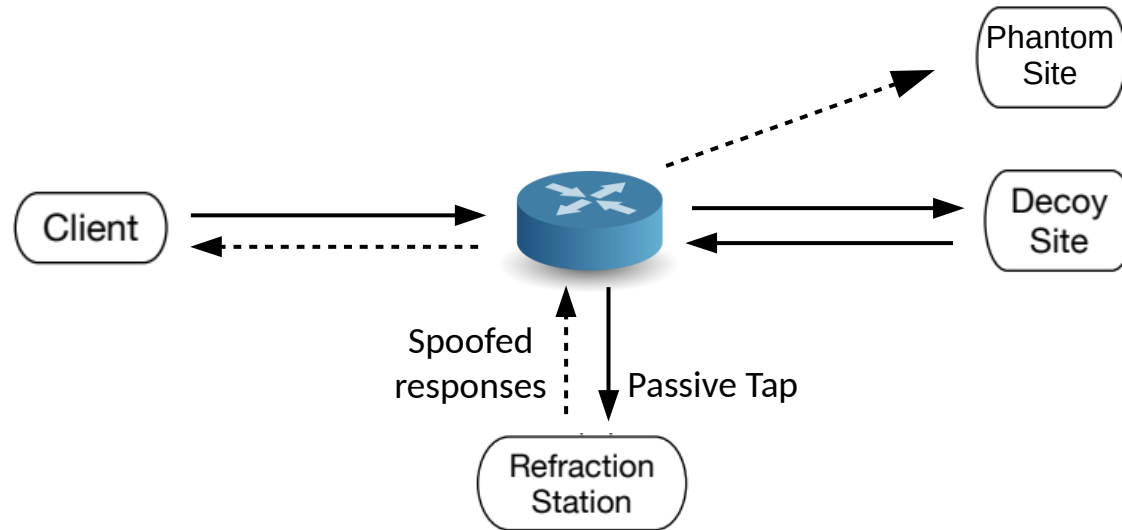 Phantom
Site
Client
Decoy
Site
Spoofed
responses
Passive Tap
Refraction
Station